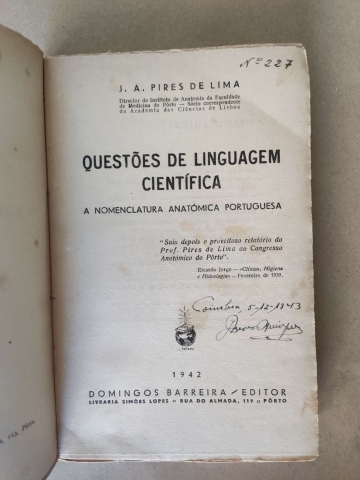 Nº 227
J. A. PIRES DE LIMA
Director do Instituto de Anatomia da Faculdade
de Medicina do Pôrto — Sócio correspondente
da Academia das Ciências de Lisboa
QUESTÕES DE LINGUAGEM
CIENTÍFICA
A NOMENCLATURA ANATÓMICA PORTUGUESA
"Saiu depois o proveitoso relatório do
Prof. Pires de Lima ao Congresso
Anatómico do Pôrto".
Ricardo Jorge — «Clínica, Higiene
e Hidrologia» — Fevereiro de 1939.
Coimbra, 5-12-1943
1942
DOMINGOS BARREIRA / EDITOR
LIVRARIA SIMÕES LOPES " RUA DO ALMADA, 119 " PÔRTO